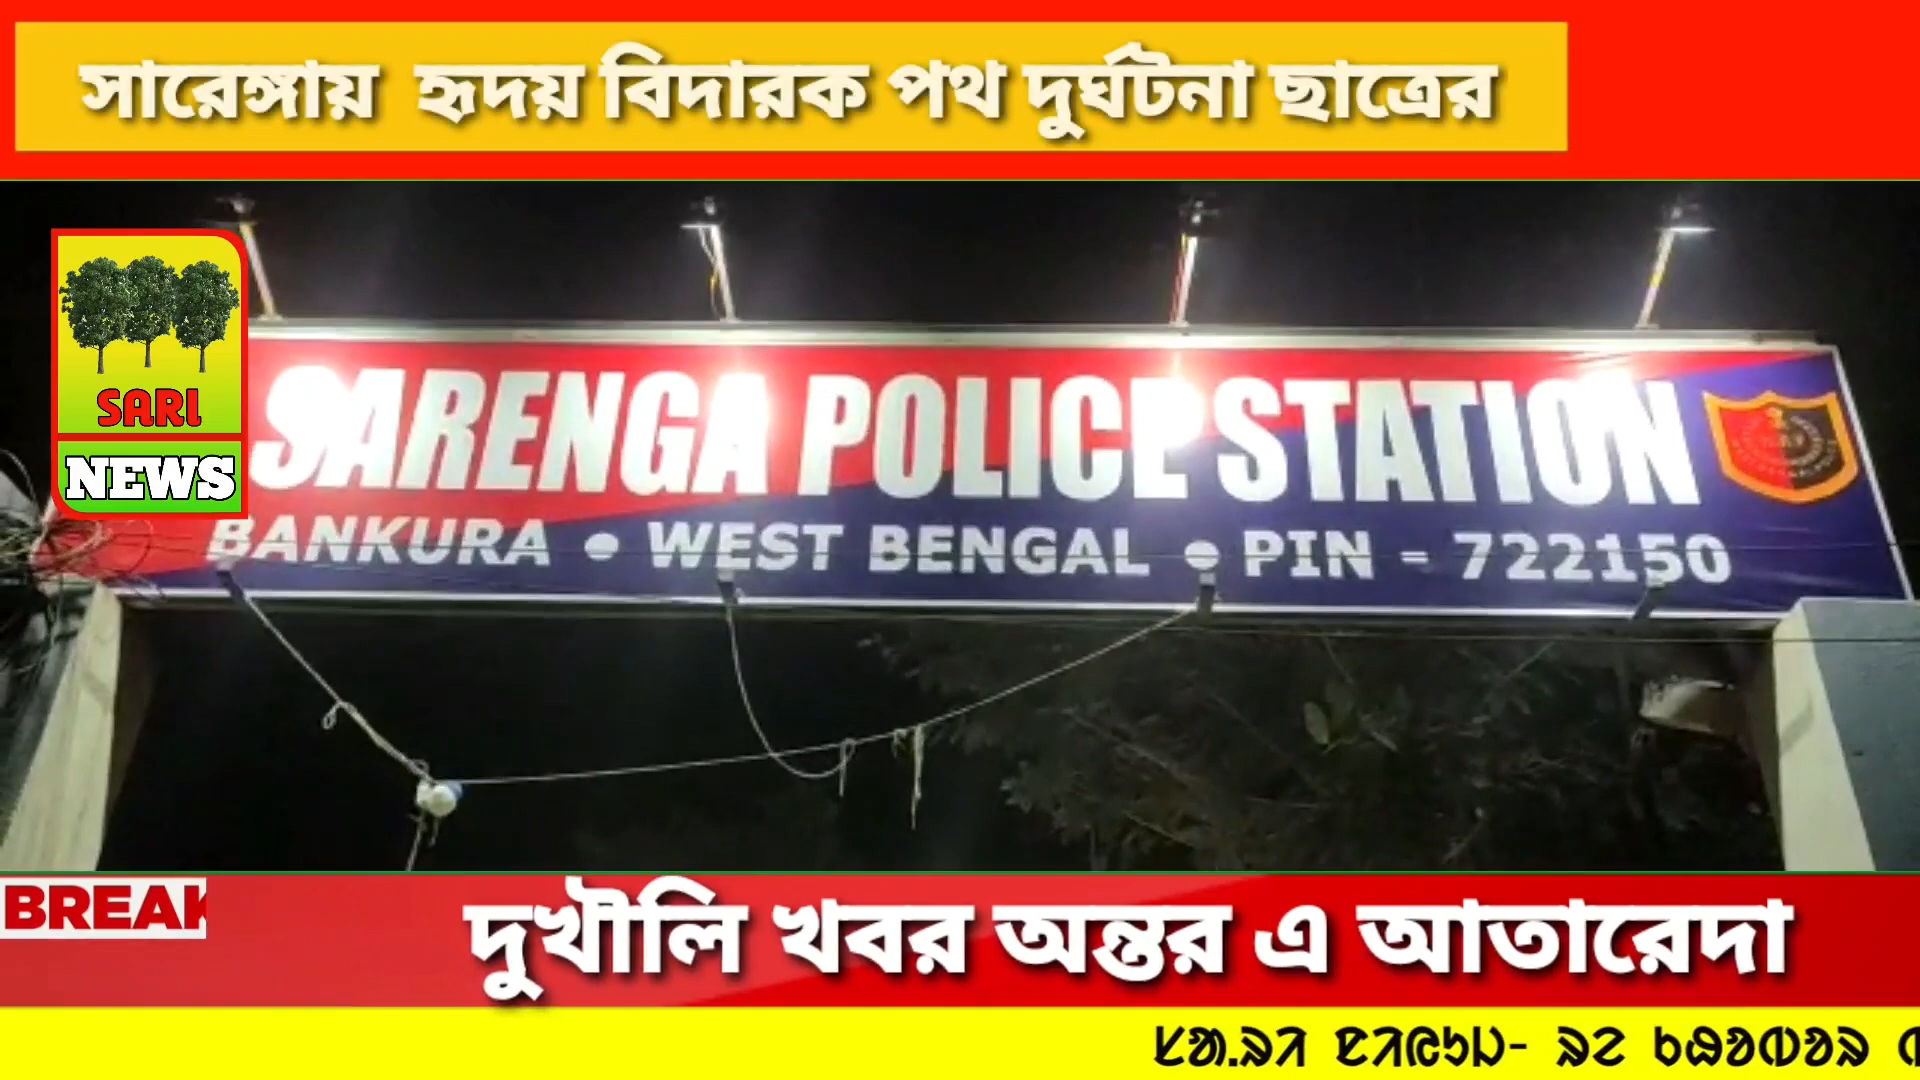 সারেঙ্গায় হৃদয় বিদারক পথ দুর্ঘটনা ছাত্রের
SARI
NEWS
SARENGA POLICE STATION
BANKURA • WEST BENGAL • PIN - 722150
BREAK
দুখীৗলি খবর অন্তর এ আতারেদা